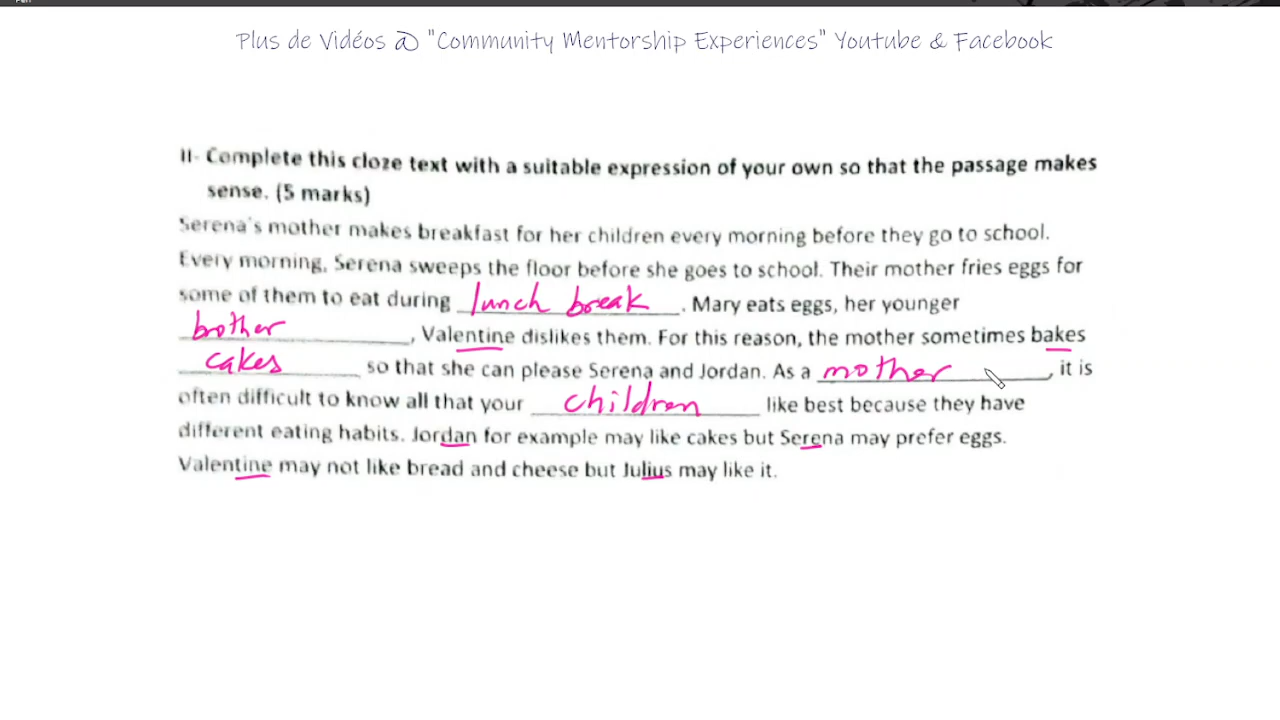 Plus de Vidéos @ "Community Mentorship Experiences" Youtube & Facebook
II- Complete this cloze text with a suitable expression of your own so that the passage makes
sense. (5 marks)
Serena's mother makes breakfast for her children every morning before they go to school.
Every morning, Serena sweeps the floor before she goes to school. Their mother fries eggs for
some of them to eat during lunch break. Mary eats eggs, her younger
bother, Valentine dislikes them. For this reason, the mother sometimes bakes
cakes so that she can please Serena and Jordan. As a mother, it is
often difficult to know all that your children like best because they have
different eating habits. Jordan for example may like cakes but Serena may prefer eggs.
Valentine may not like bread and cheese but Julius may like it.